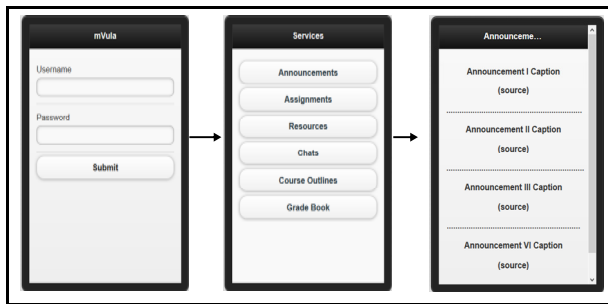 mVula
Username
Password
Submit
Services
Announcements
Assignments
Resources
Chats
Course Outlines
Grade Book
Announceme...
Announcement I Caption
(source)
Announcement II Caption
(source)
Announcement III Caption
(source)
Announcement VI Caption
(source)